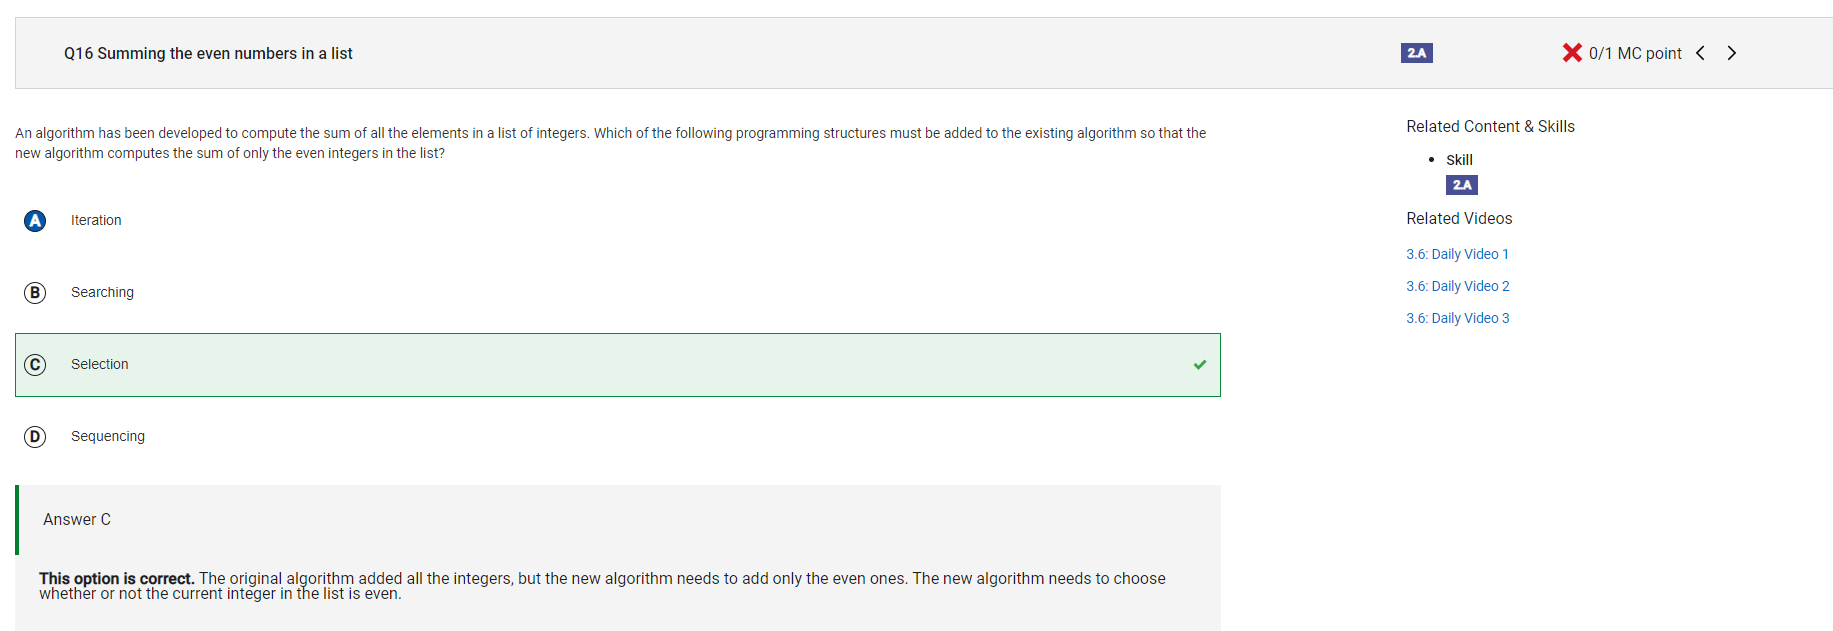 Q16 Summing the even numbers in a list
2.A
0/1 MC point
An algorithm has been developed to compute the sum of all the elements in a list of integers. Which of the following programming structures must be added to the existing algorithm so that the
new algorithm computes the sum of only the even integers in the list?
A Iteration
B Searching
C Selection
D Sequencing
Answer C
This option is correct. The original algorithm added all the integers, but the new algorithm needs to add only the even ones. The new algorithm needs to choose
whether or not the current integer in the list is even.
Related Content & Skills
• Skill
2.A
Related Videos
3.6: Daily Video 1
3.6: Daily Video 2
3.6: Daily Video 3